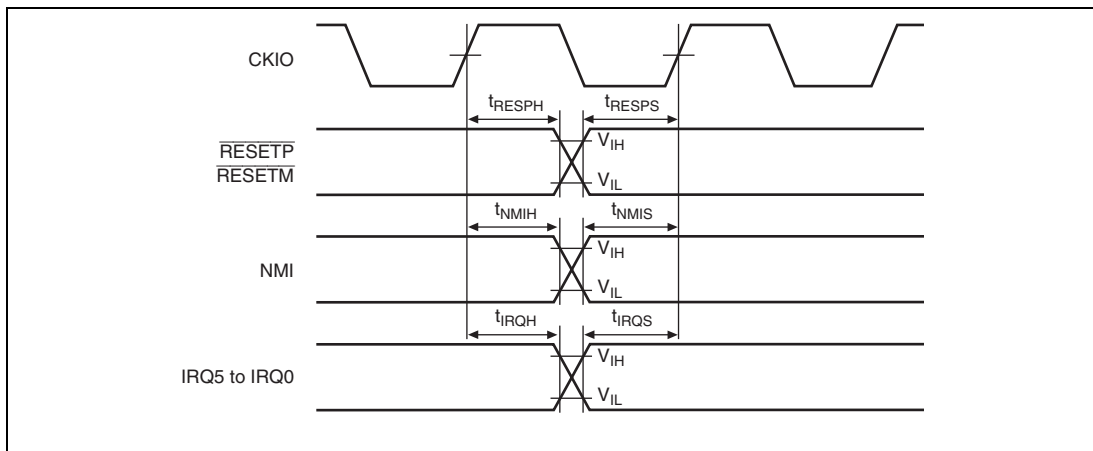 CKIO
tRESPH tRESPS
RESETP
RESETM
VIH
VIL
tNMIH tNMIS
NMI
VIH
VIL
tIRQH tIRQS
IRQ5 to IRQ0
VIH
VIL